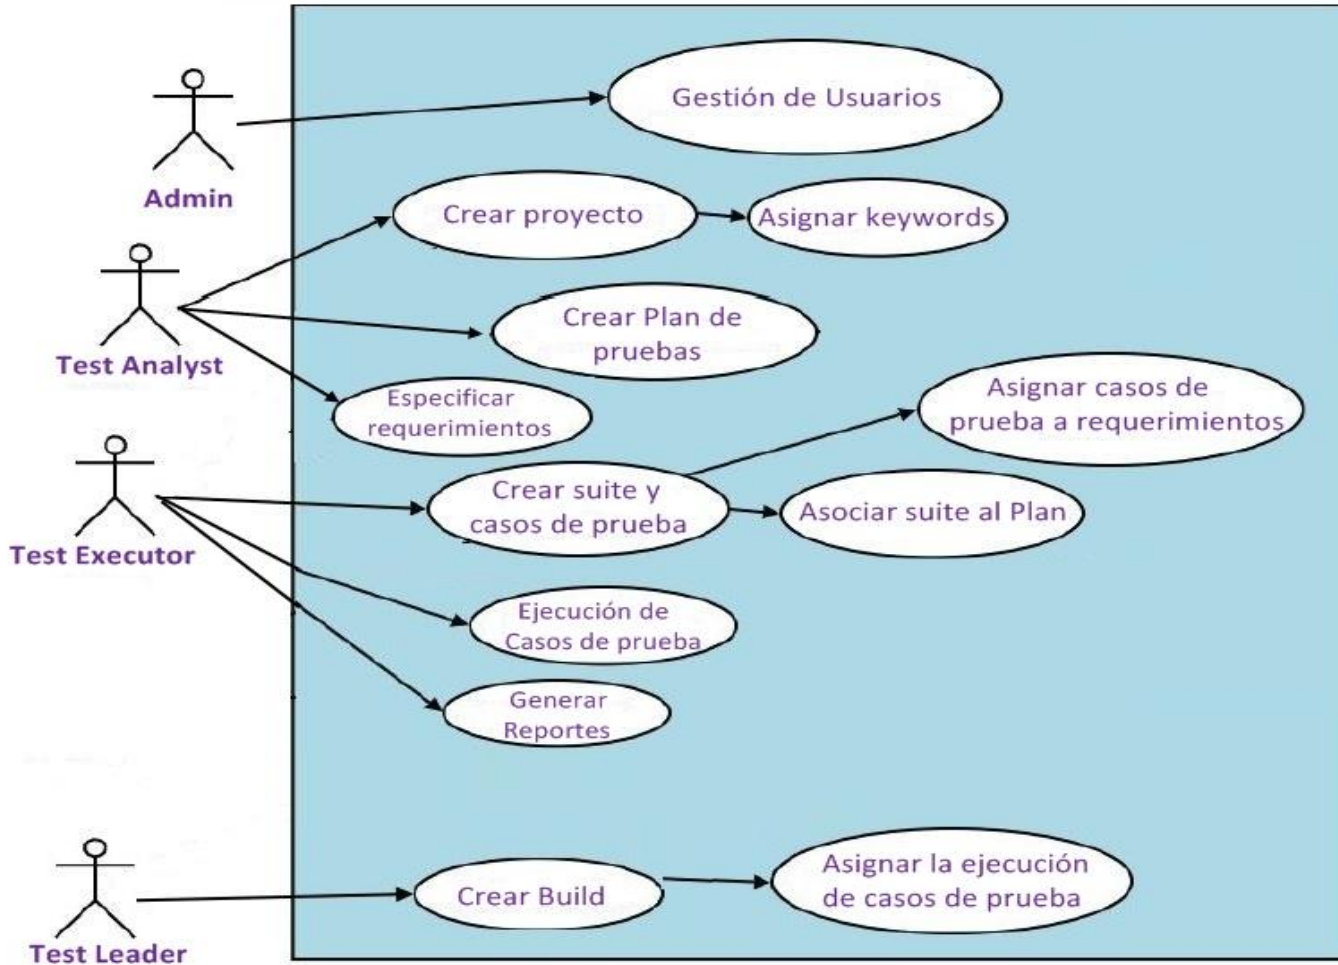 Gestión de Usuarios
Admin
Crear proyecto
Asignar keywords
Test Analyst
Crear Plan de
pruebas
Especificar
requerimientos
Asignar casos de
prueba a requerimientos
Test Executor
Crear suite y
casos de prueba
Asociar suite al Plan
Ejecución de
Casos de prueba
Generar
Reportes
Test Leader
Crear Build
Asignar la ejecución
de casos de prueba